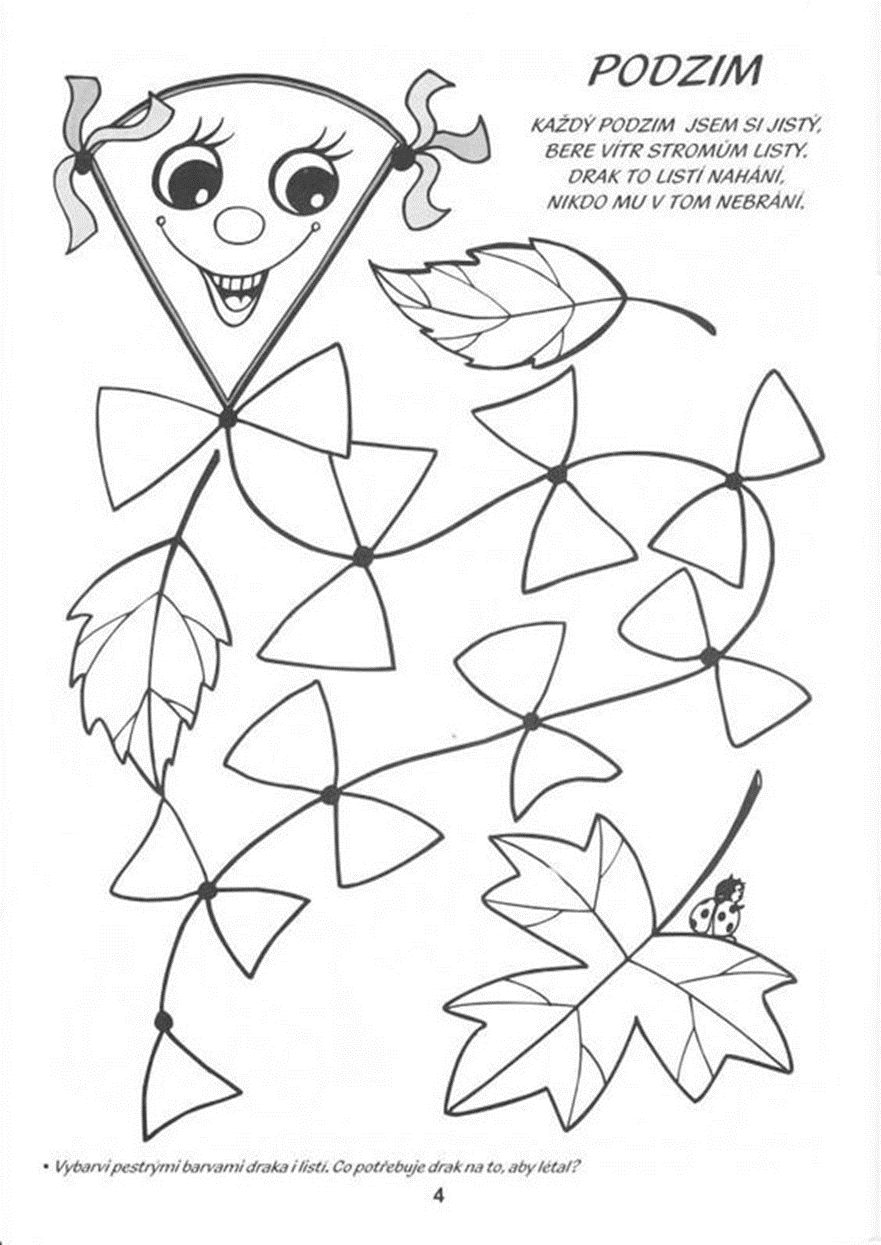 PODZIM
KAŽDÝ PODZIM JSEM SI JISTÝ,
BERE VÍTR STROMŮM LISTY.
DRAK TO LISTÍ NAHÁNÍ,
NIKDO MU V TOM NEBRÁNÍ.
• Vybarvi pestrými barvami draka i listí. Co potřebuje drak na to, aby létal?
4